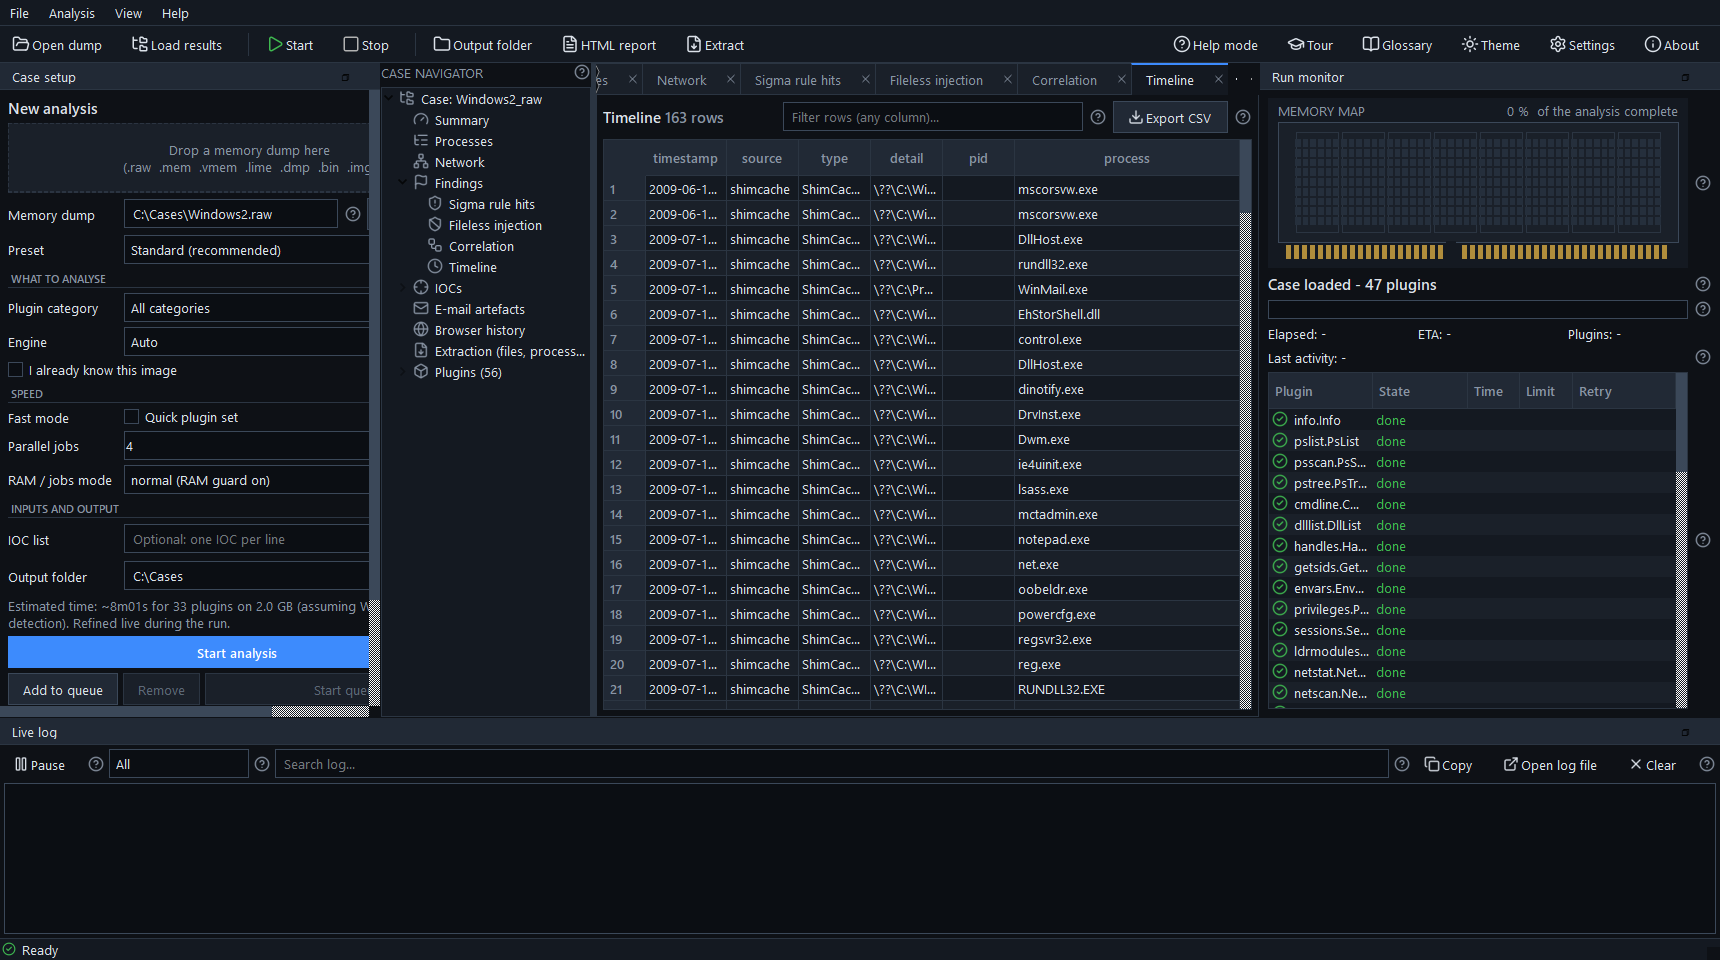 File Analysis View Help
Open dump Load results Start Stop Output folder HTML report Extract Help mode Tour Glossary Theme Settings About
Case setup
New analysis
Drop a memory dump here
(.raw .mem .vmem .lime .dmp .bin .img
Memory dump C:\Cases\Windows2.raw
Preset Standard (recommended)
WHAT TO ANALYSE
Plugin category All categories
Engine Auto
I already know this image
SPEED
Fast mode Quick plugin set
Parallel jobs 4
RAM / jobs mode normal (RAM guard on)
INPUTS AND OUTPUT
IOC list Optional: one IOC per line
Output folder C:\Cases
Estimated time: ~8m01s for 33 plugins on 2.0 GB (assuming W
detection). Refined live during the run.
Start analysis
Add to queue Remove Start que
CASE NAVIGATOR
Case: Windows2_raw
Summary
Processes
Network
Findings
Sigma rule hits
Fileless injection
Correlation
Timeline
IOCs
E-mail artefacts
Browser history
Extraction (files, process...
Plugins (56)
es Network Sigma rule hits Fileless injection Correlation Timeline
Timeline 163 rows Filter rows (any column)... Export CSV
timestamp source type detail pid process
1 2009-06-1... shimcache ShimCac... \??\C:\Wi... mscorsvw.exe
2 2009-06-1... shimcache ShimCac... \??\C:\Wi... mscorsvw.exe
3 2009-07-1... shimcache ShimCac... \??\C:\Wi... DllHost.exe
4 2009-07-1... shimcache ShimCac... \??\C:\Wi... rundll32.exe
5 2009-07-1... shimcache ShimCac... \??\C:\Pr... WinMail.exe
6 2009-07-1... shimcache ShimCac... \??\C:\Wi... EhStorShell.dll
7 2009-07-1... shimcache ShimCac... \??\C:\Wi... control.exe
8 2009-07-1... shimcache ShimCac... \??\C:\Wi... DllHost.exe
9 2009-07-1... shimcache ShimCac... \??\C:\Wi... dinotify.exe
10 2009-07-1... shimcache ShimCac... \??\C:\Wi... DrvInst.exe
11 2009-07-1... shimcache ShimCac... \??\C:\Wi... Dwm.exe
12 2009-07-1... shimcache ShimCac... \??\C:\Wi... ie4uinit.exe
13 2009-07-1... shimcache ShimCac... \??\C:\Wi... lsass.exe
14 2009-07-1... shimcache ShimCac... \??\C:\Wi... mctadmin.exe
15 2009-07-1... shimcache ShimCac... \??\C:\Wi... notepad.exe
16 2009-07-1... shimcache ShimCac... \??\C:\Wi... net.exe
17 2009-07-1... shimcache ShimCac... \??\C:\Wi... oobeldr.exe
18 2009-07-1... shimcache ShimCac... \??\C:\Wi... powercfg.exe
19 2009-07-1... shimcache ShimCac... \??\C:\Wi... regsvr32.exe
20 2009-07-1... shimcache ShimCac... \??\C:\WI... reg.exe
21 2009-07-1... shimcache ShimCac... \??\C:\WI... RUNDLL32.EXE
Run monitor
MEMORY MAP 0 % of the analysis complete
Case loaded - 47 plugins
Elapsed: - ETA: - Plugins: -
Last activity: -
Plugin State Time Limit Retry
info.Info done
pslist.PsList done
psscan.PsS... done
pstree.PsTr... done
cmdline.C... done
dlllist.DllList done
handles.Ha... done
getsids.Get... done
envars.Env... done
privileges.P... done
sessions.Se... done
ldrmodules... done
netstat.Net... done
netscan.Ne... done
Live log
Pause All Search log... Copy Open log file Clear
Ready